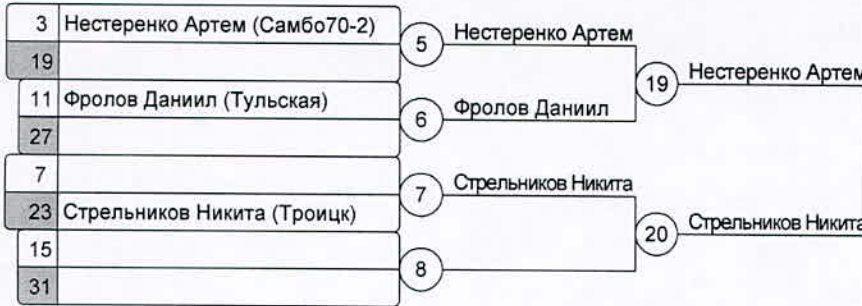 3 Нестеренко Артем (Самбо70-2)
5 Нестеренко Артем
19
19 Нестеренко Артем
11 Фролов Даниил (Тульская)
6 Фролов Даниил
27
7
7 Стрельников Никита
23 Стрельников Никита (Троицк)
20 Стрельников Никита
15
8
31